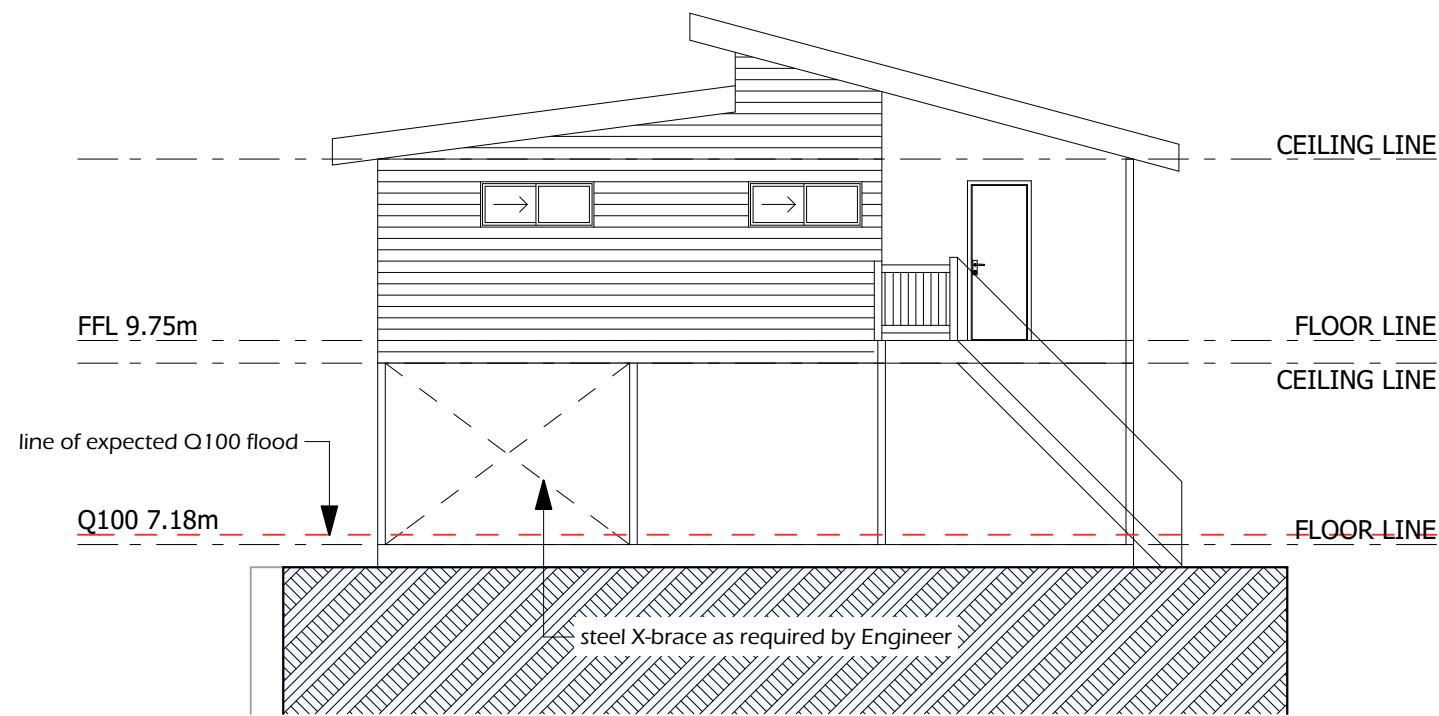 CEILING LINE
FFL 9.75m
FLOOR LINE
CEILING LINE
line of expected Q100 flood
Q100 7.18m
FLOOR LINE
steel X-brace as required by Engineer